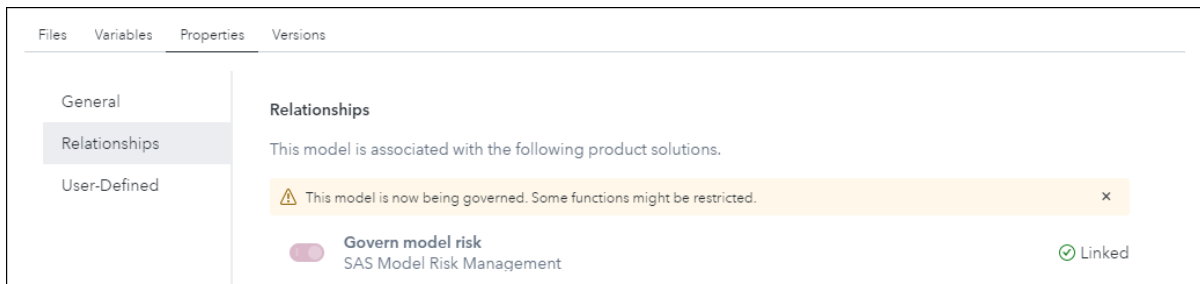 Files Variables Properties Versions
General
Relationships
User-Defined
Relationships
This model is associated with the following product solutions.
This model is now being governed. Some functions might be restricted.
Govern model risk
SAS Model Risk Management
Linked